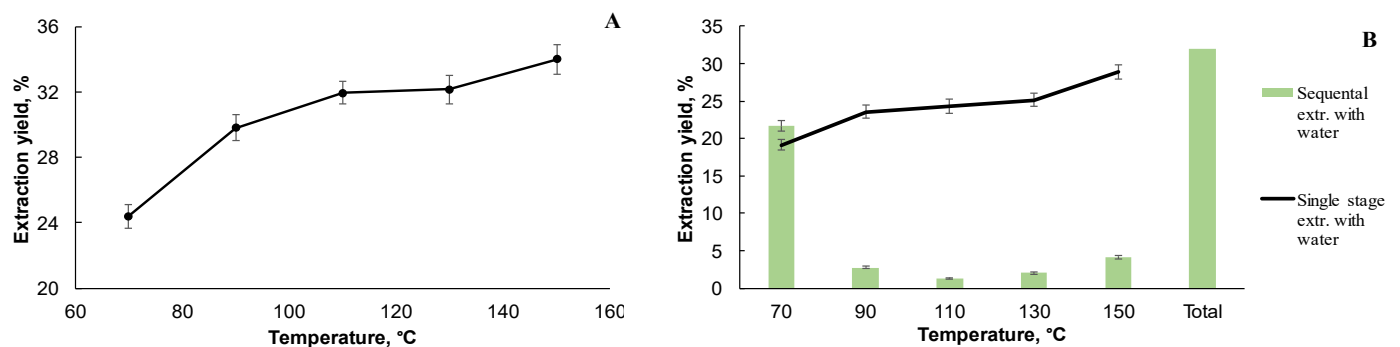 A
Extraction yield, %
36
32
28
24
20
60
80
100
120
140
160
Temperature, °C
B
Extraction yield, %
35
30
25
20
15
10
5
0
70
90
110
130
150
Total
Temperature, °C
Sequental
extr. with
water
Single stage
extr. with
water